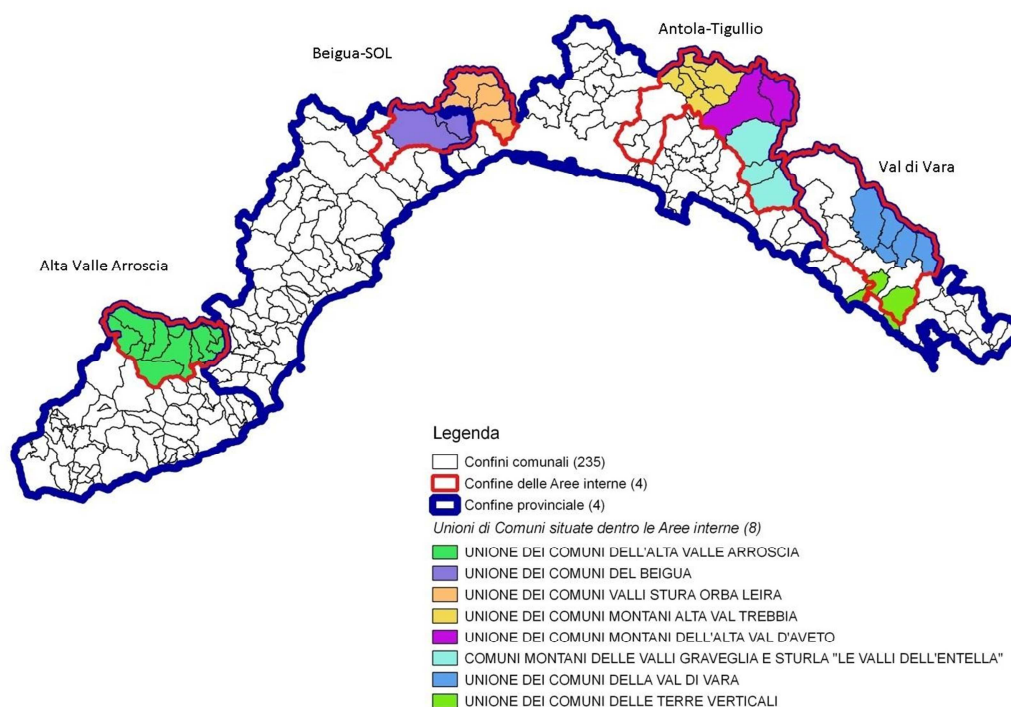 Antola-Tigullio
Beigua-SOL
Val di Vara
Alta Valle Arroscia
Legenda
Confini comunali (235)
Confine delle Aree interne (4)
Confine provinciale (4)
Unioni di Comuni situate dentro le Aree interne (8)
UNIONE DEI COMUNI DELL'ALTA VALLE ARROSCIA
UNIONE DEI COMUNI DEL BEIGUA
UNIONE DEI COMUNI VALLI STURA ORBA LEIRA
UNIONE DEI COMUNI MONTANI ALTA VAL TREBBIA
UNIONE DEI COMUNI MONTANI DELL'ALTA VAL D'AVETO
COMUNI MONTANI DELLE VALLI GRAVEGLIA E STURLA "LE VALLI DELL'ENTELLA"
UNIONE DEI COMUNI DELLA VAL DI VARA
UNIONE DEI COMUNI DELLE TERRE VERTICALI